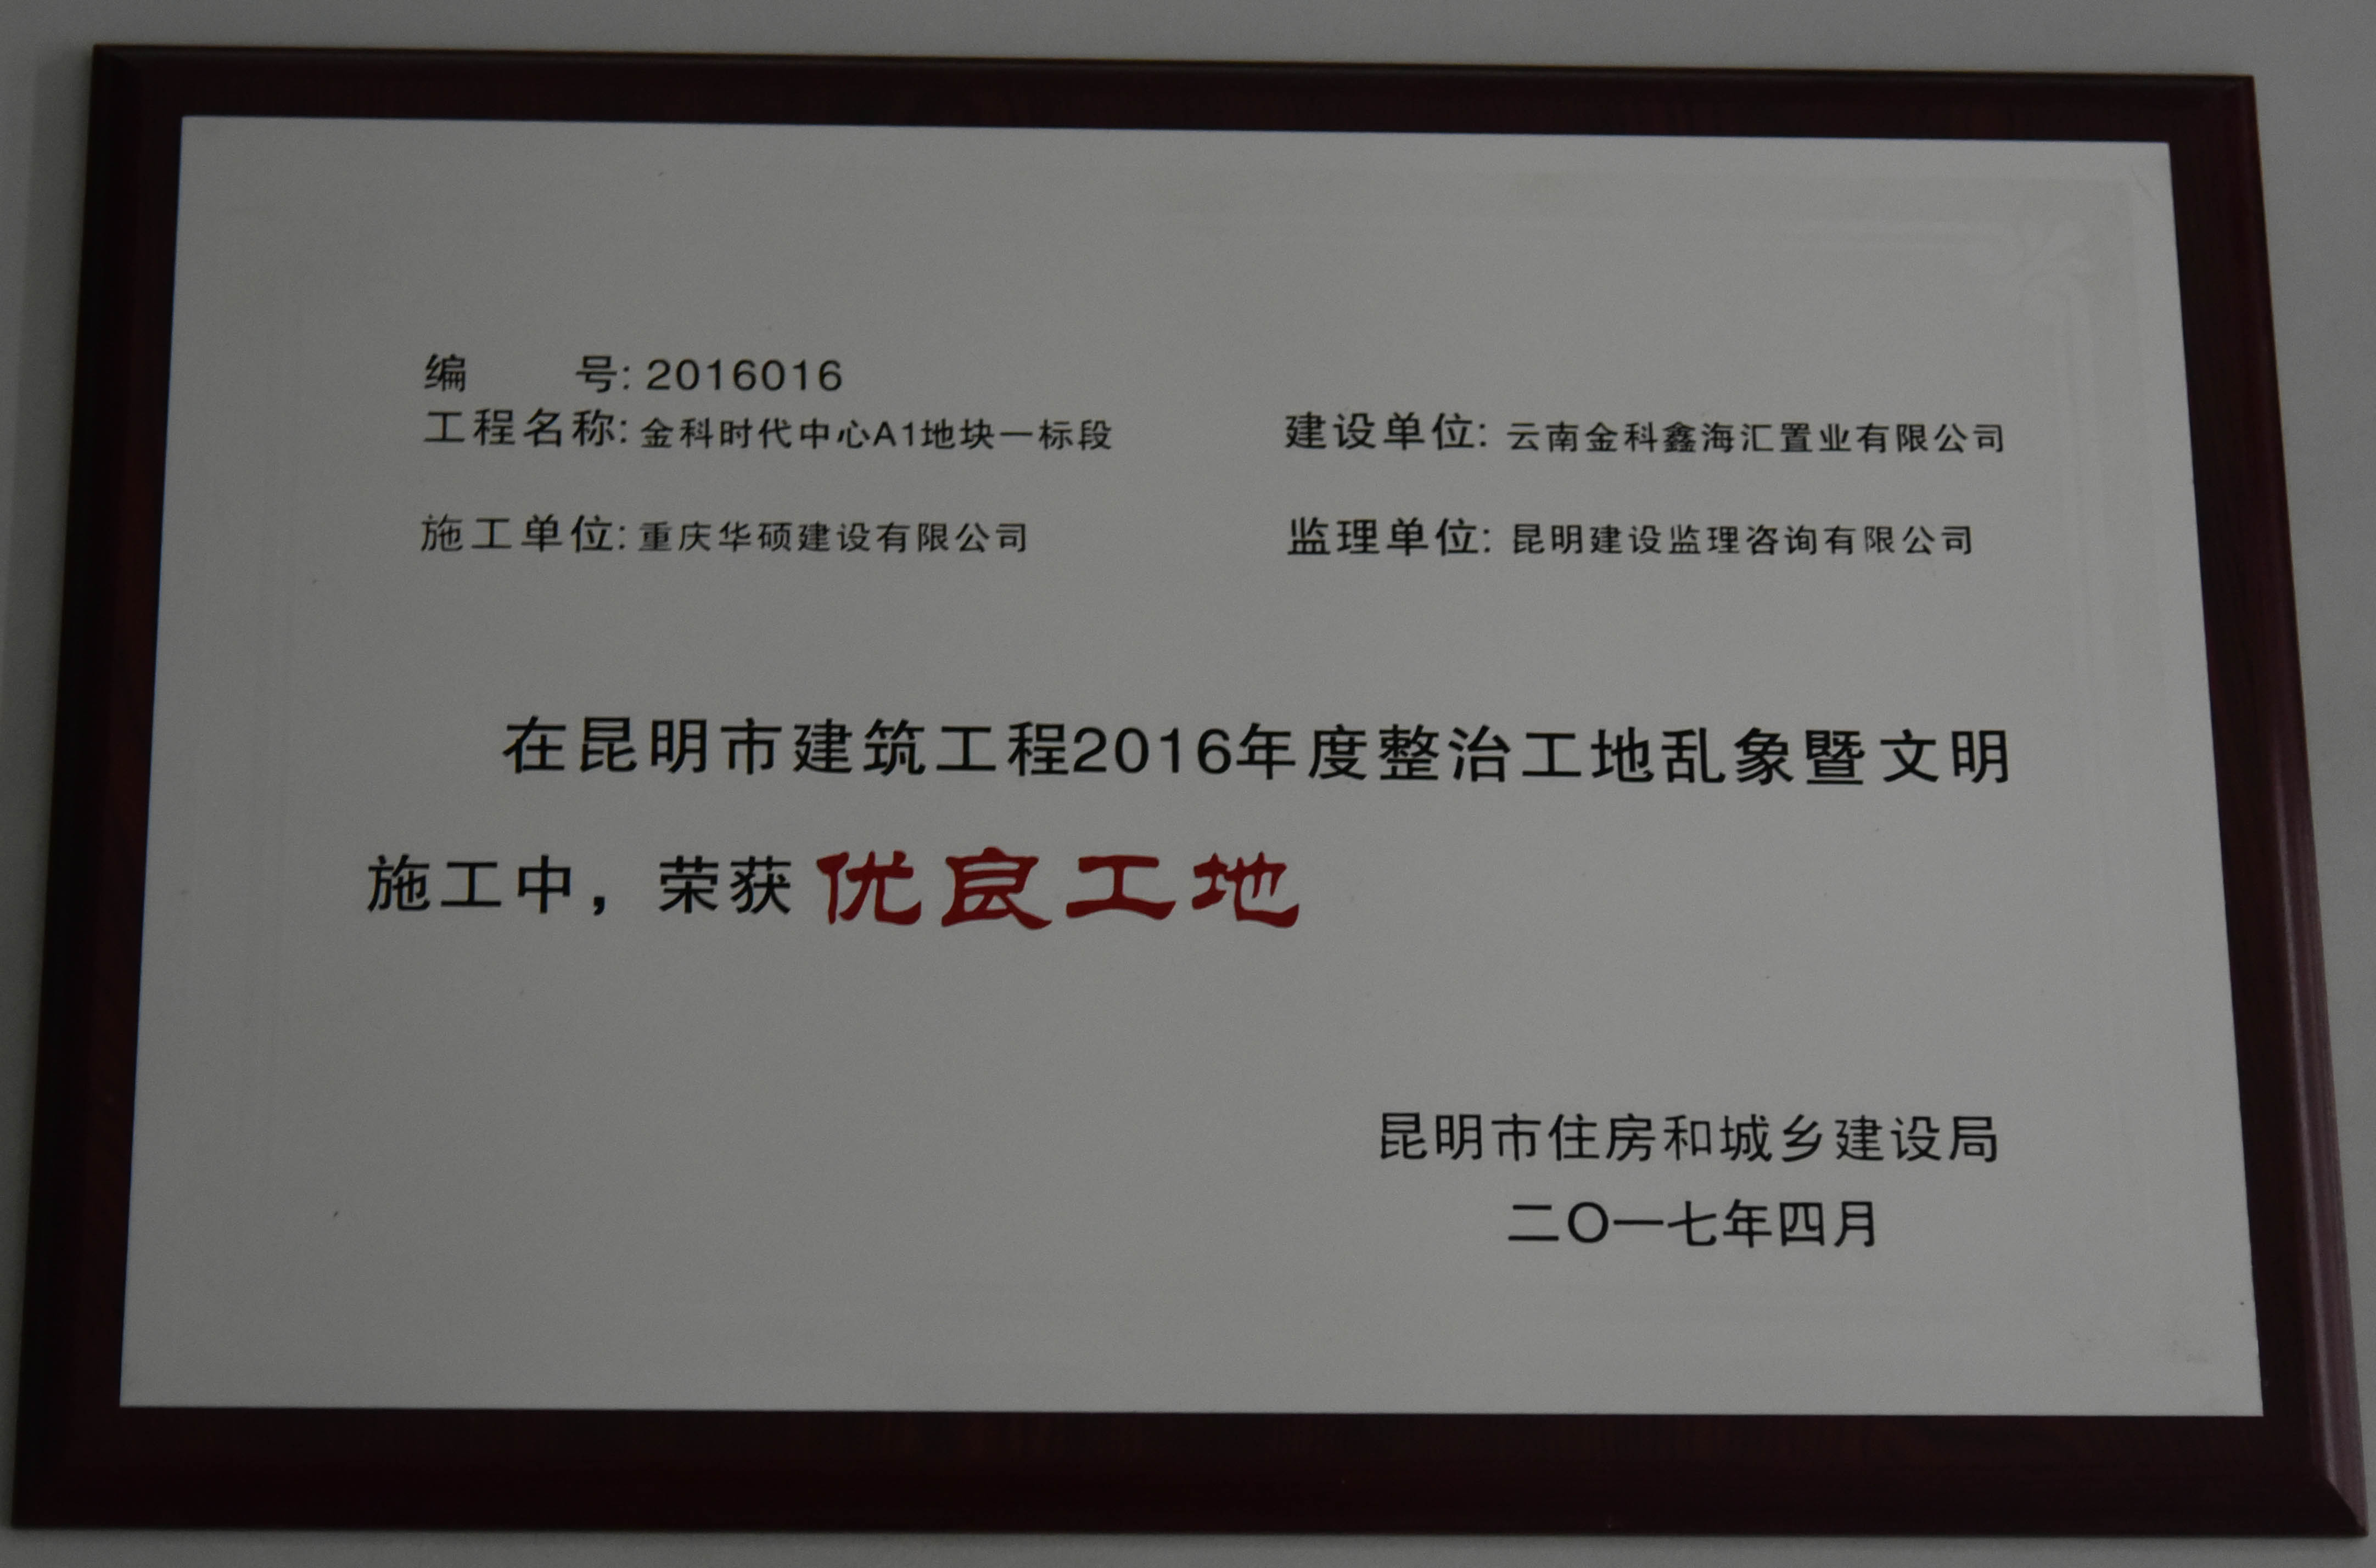 编 号: 2016016
工程名称: 金科时代中心A1地块一标段 建设单位: 云南金科鑫海汇置业有限公司
施工单位: 重庆华硕建设有限公司 监理单位: 昆明建设监理咨询有限公司
在昆明市建筑工程2016年度整治工地乱象暨文明
施工中，荣获 优良工地
昆明市住房和城乡建设局
二〇一七年四月